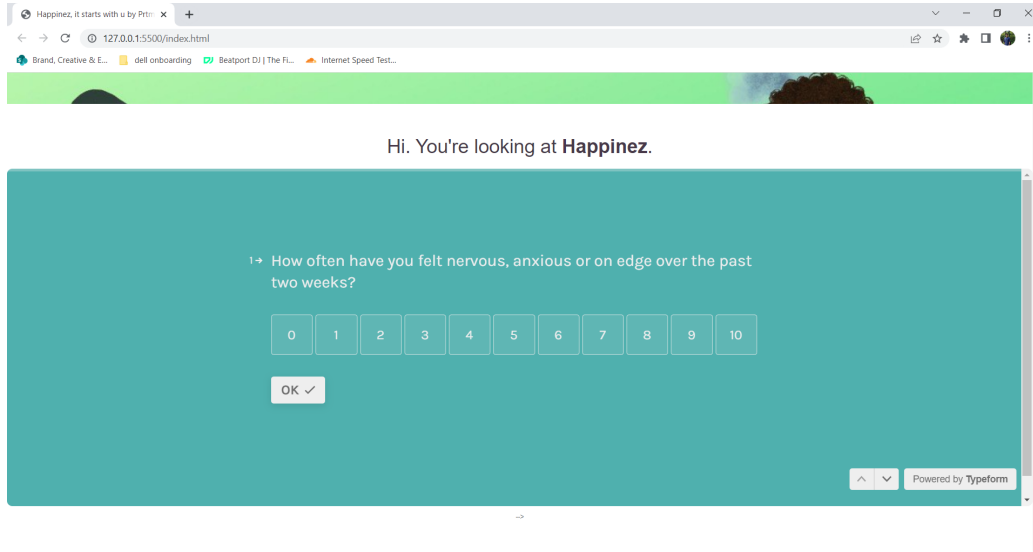 Happinez, it starts with u by Prtm
127.0.0.1:5500/index.html
Brand, Creative & E... dell onboarding Beatport DJ | The Fi... Internet Speed Test...
Hi. You're looking at Happinez.
1 → How often have you felt nervous, anxious or on edge over the past
two weeks?
0 1 2 3 4 5 6 7 8 9 10
OK ✓
Powered by Typeform
-->